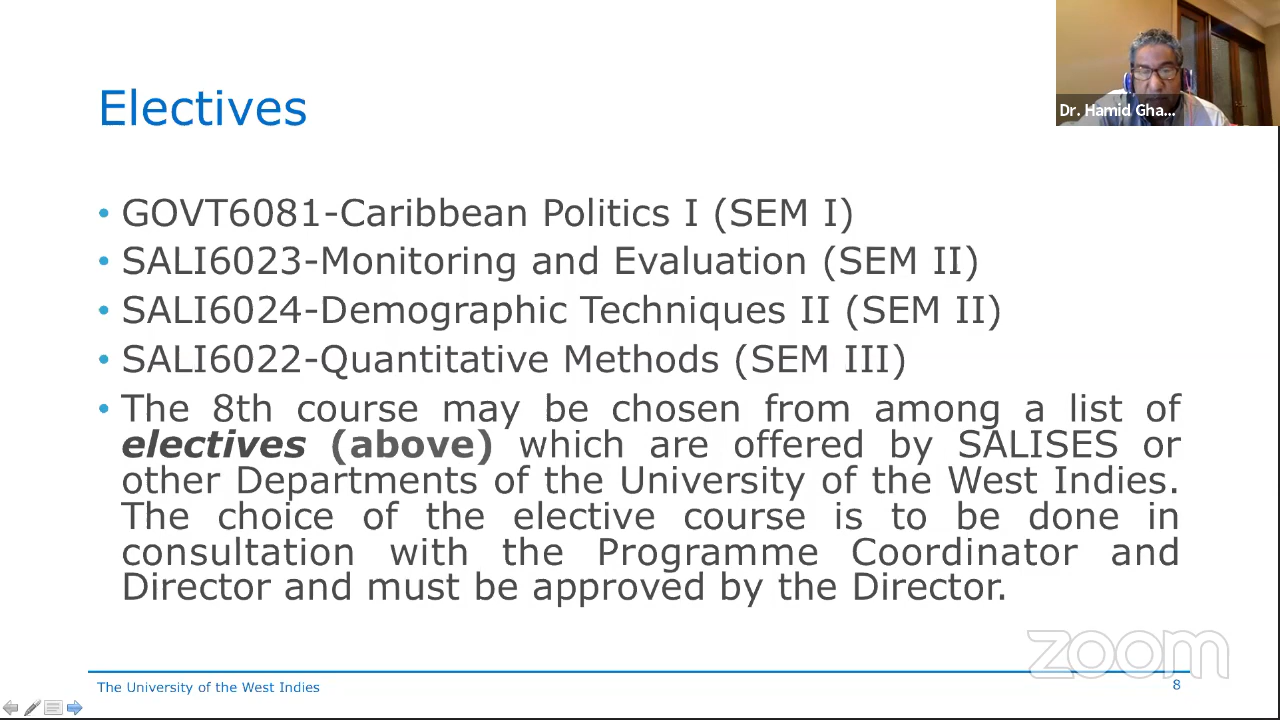 Dr. Hamid Gha...
Electives
• GOVT6081-Caribbean Politics I (SEM I)
• SALI6023-Monitoring and Evaluation (SEM II)
• SALI6024-Demographic Techniques II (SEM II)
• SALI6022-Quantitative Methods (SEM III)
• The 8th course may be chosen from among a list of
electives (above) which are offered by SALISES or
other Departments of the University of the West Indies.
The choice of the elective course is to be done in
consultation with the Programme Coordinator and
Director and must be approved by the Director.
zoom
The University of the West Indies
8